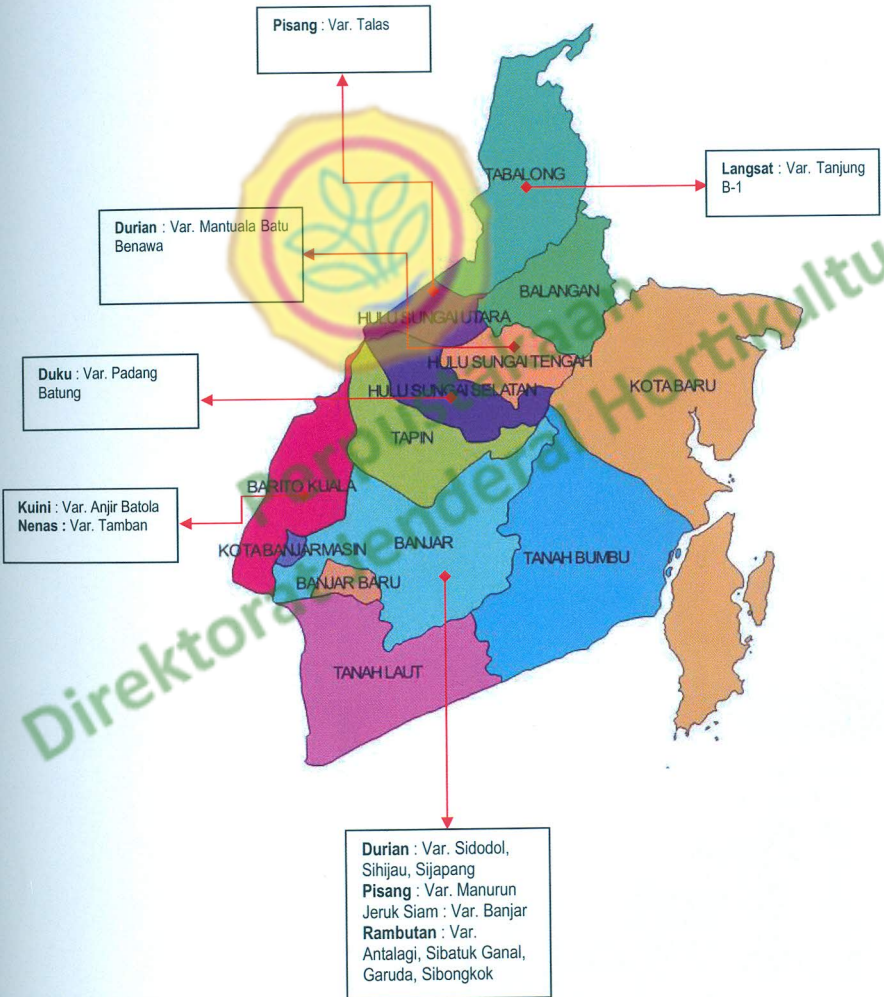 Pisang : Var. Talas
TABALONG
Langsat : Var. Tanjung
B-1
Durian : Var. Mantuala Batu
Benawa
BALANGAN
HULU SUNGAI UTARA
HULU SUNGAI TENGAH
KOTA BARU
Duku : Var. Padang
Batung
HULU SUNGAI SELATAN
TAPIN
BARITO KUALA
Kuini : Var. Anjir Batola
Nenas : Var. Tamban
KOTA BANJARMASIN
BANJAR
TANAH BUMBU
BANJAR BARU
TANAH LAUT
Durian : Var. Sidodol,
Sihijau, Sijapang
Pisang : Var. Manurun
Jeruk Siam : Var. Banjar
Rambutan : Var.
Antalagi, Sibatuk Ganal,
Garuda, Sibongkok
Perpustakaan
Direktorat Jenderal Hortikultu